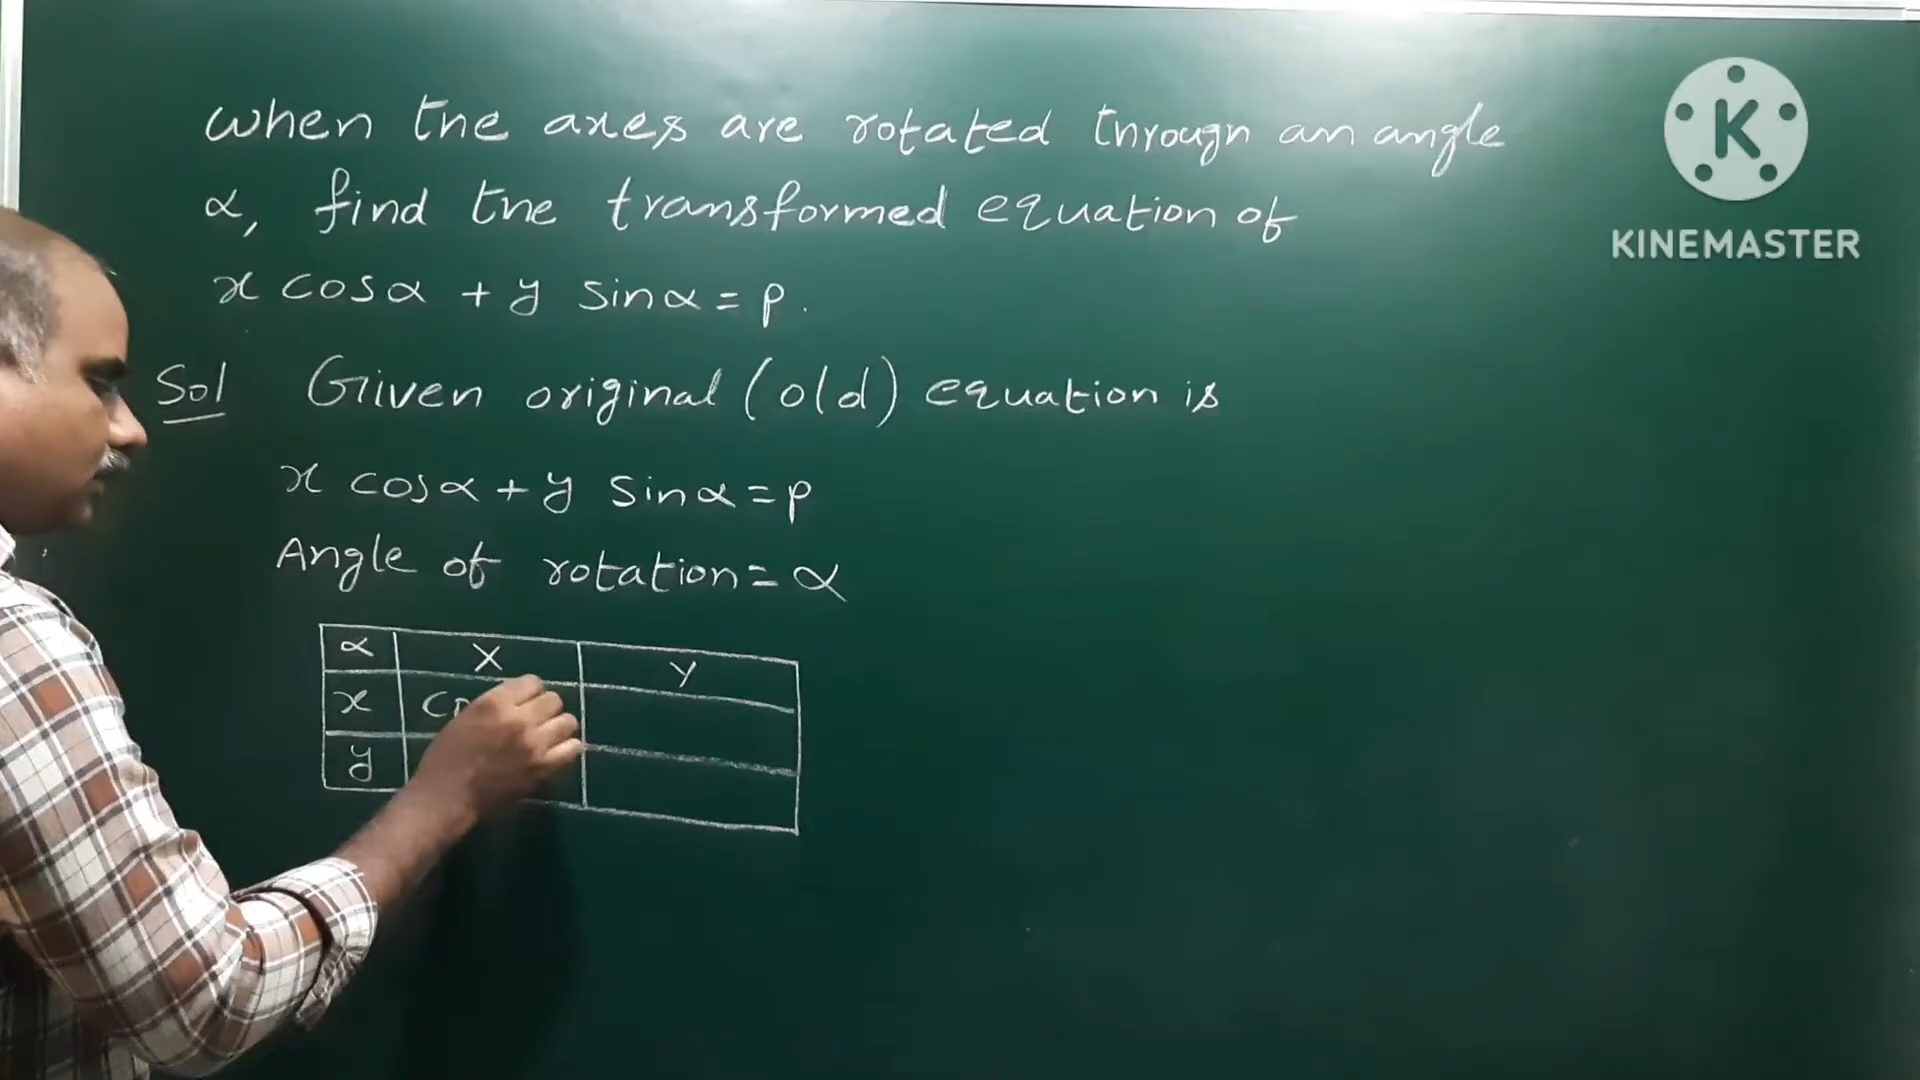 when the axes are rotated through an angle
α, find the transformed equation of
x cosα + y sinα = p.
Sol Given original (old) equation is
x cosα + y sinα = p
Angle of rotation = α
α X Y
x
y
K
KINEMASTER